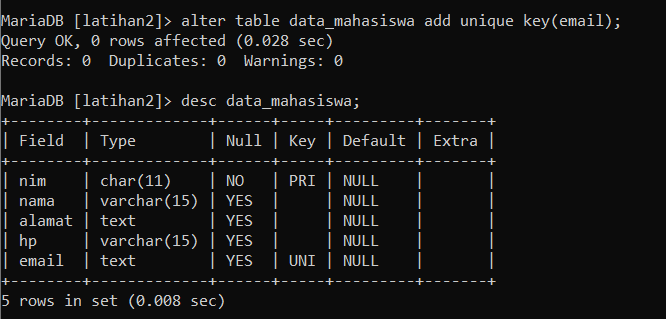 MariaDB [latihan2]> alter table data_mahasiswa add unique key(email);
Query OK, 0 rows affected (0.028 sec)
Records: 0  Duplicates: 0  Warnings: 0

MariaDB [latihan2]> desc data_mahasiswa;
+--------+-------------+------+-----+---------+-------+
| Field  | Type        | Null | Key | Default | Extra |
+--------+-------------+------+-----+---------+-------+
| nim    | char(11)    | NO   | PRI | NULL    |       |
| nama   | varchar(15) | YES  |     | NULL    |       |
| alamat | text        | YES  |     | NULL    |       |
| hp     | varchar(15) | YES  |     | NULL    |       |
| email  | text        | YES  | UNI | NULL    |       |
+--------+-------------+------+-----+---------+-------+
5 rows in set (0.008 sec)